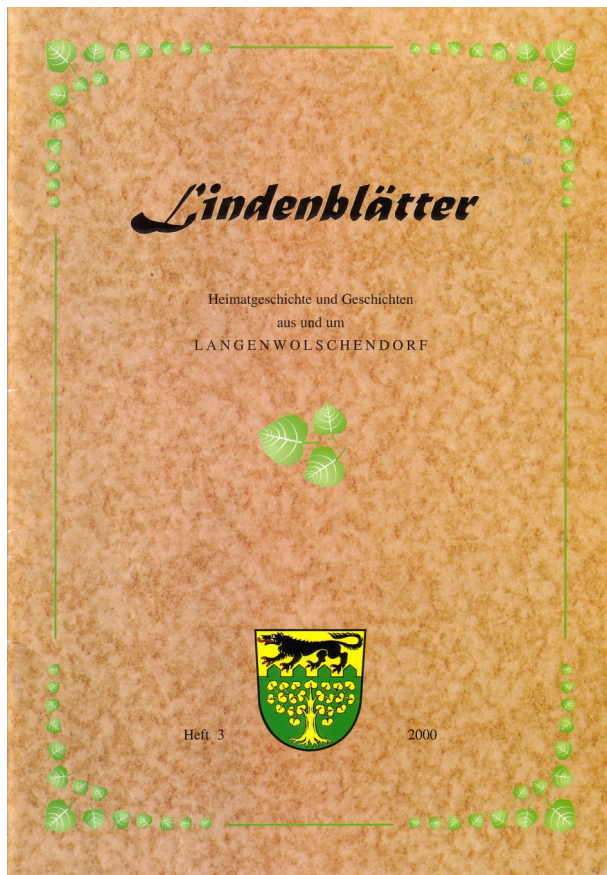 Lindenblätter
Heimatgeschichte und Geschichten
aus und um
LANGENWOLSCHENDORF
Heft 3
2000